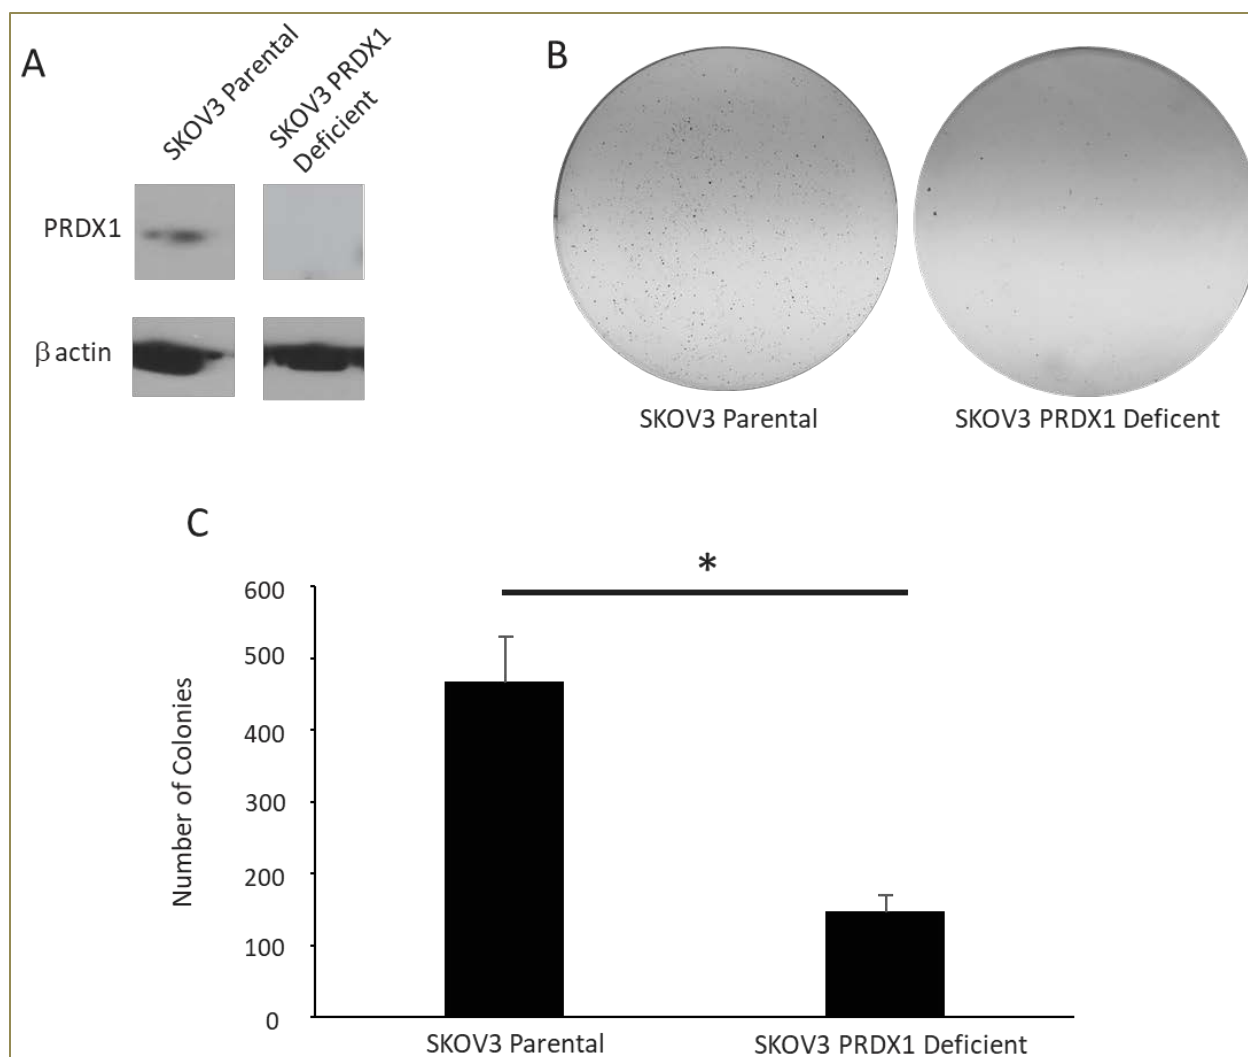 A
SKOV3 Parental
SKOV3 PRDX1
Deficient
PRDX1
β actin
B
SKOV3 Parental
SKOV3 PRDX1 Deficent
C
*
600
500
400
300
200
100
0
Number of Colonies
SKOV3 Parental
SKOV3 PRDX1 Deficient